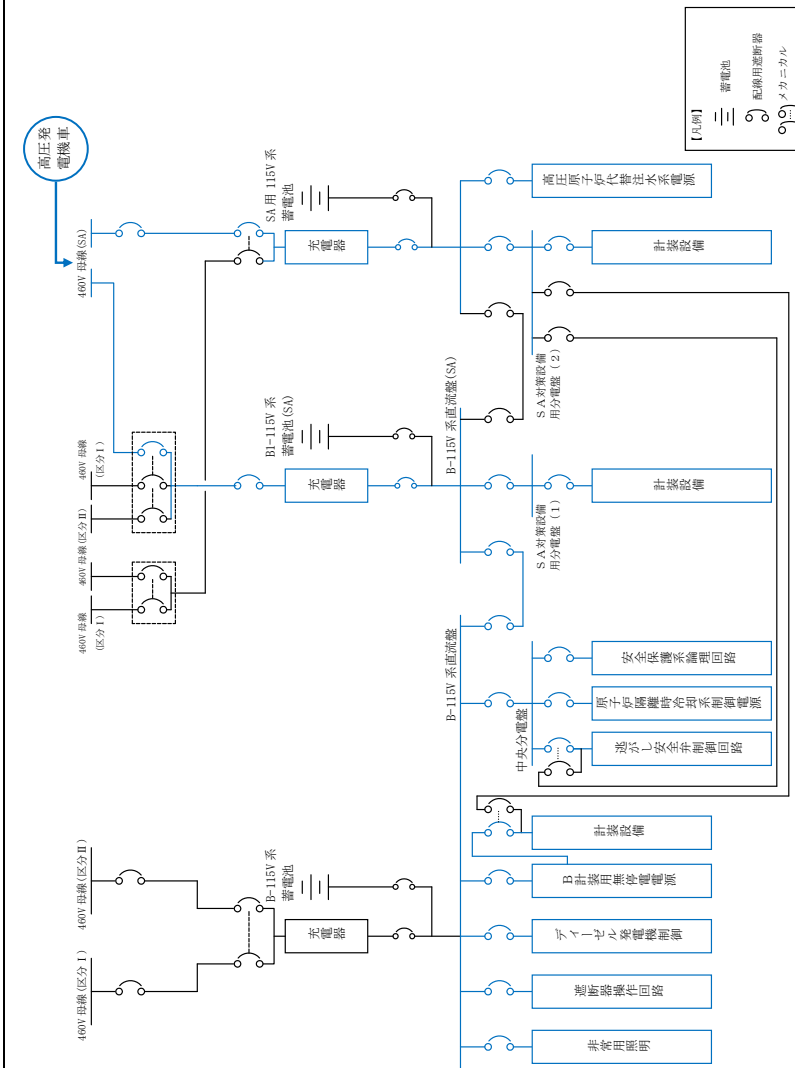 高圧発
電機車
460V 母線(SA)
SA用 115V 系
蓄電池
充電器
高圧原子炉代替注水系電源
計装設備
SA対策設備
用分電盤(2)
460V 母線
(区分Ⅰ)
460V 母線(区分Ⅱ)
460V 母線
(区分Ⅰ)
460V 母線(区分Ⅱ)
B1-115V 系
蓄電池(SA)
充電器
B-115V 系直流盤(SA)
SA対策設備
用分電盤(1)
計装設備
B-115V 系直流盤
中央分電盤
安全保護系論理回路
原子炉隔離時冷却系制御電源
逃がし安全弁制御回路
計装設備
460V 母線(区分Ⅱ)
460V 母線(区分Ⅰ)
B-115V 系
蓄電池
充電器
B計装用無停電電源
ディーゼル発電機制御
遮断器操作回路
非常用照明
【凡例】
蓄電池
配線用遮断器
メカニカル